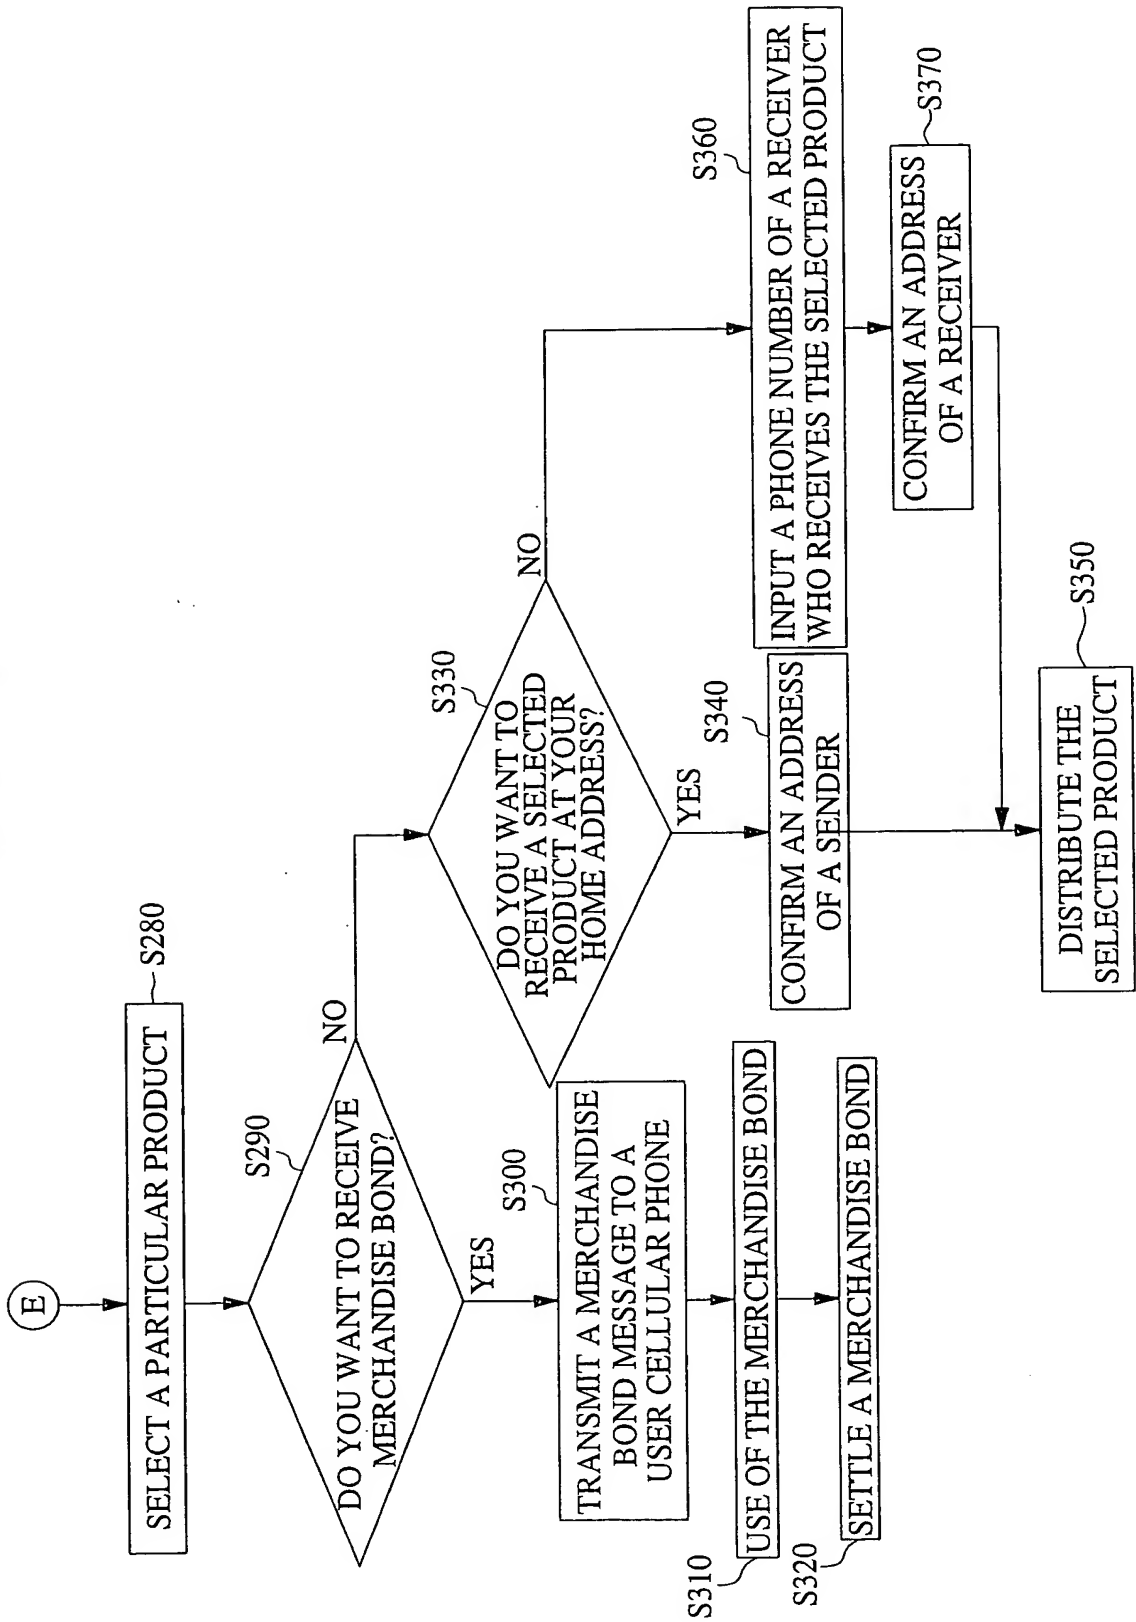 E
SELECT A PARTICULAR PRODUCT
S280
DO YOU WANT TO RECEIVE
MERCHANDISE BOND?
S290
NO
YES
TRANSMIT A MERCHANDISE
BOND MESSAGE TO A
USER CELLULAR PHONE
S300
USE OF THE MERCHANDISE BOND
S310
SETTLE A MERCHANDISE BOND
S320
DO YOU WANT TO
RECEIVE A SELECTED
PRODUCT AT YOUR
HOME ADDRESS?
S330
NO
YES
CONFIRM AN ADDRESS
OF A SENDER
S340
INPUT A PHONE NUMBER OF A RECEIVER
WHO RECEIVES THE SELECTED PRODUCT
S360
CONFIRM AN ADDRESS
OF A RECEIVER
S370
DISTRIBUTE THE
SELECTED PRODUCT
S350